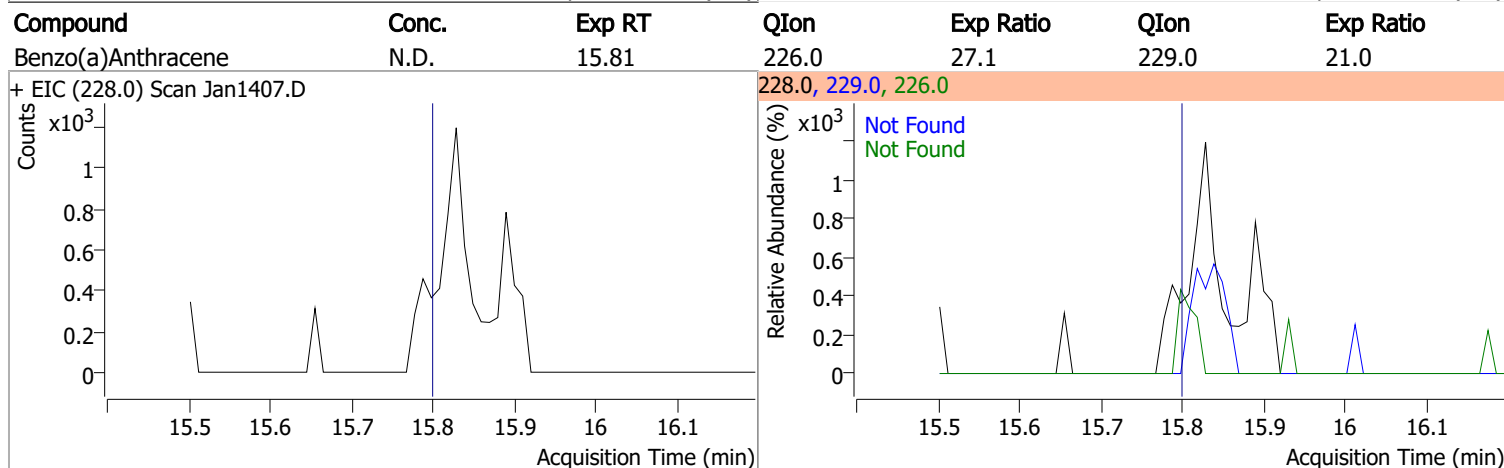 Compound Conc. Exp RT QIon Exp Ratio QIon Exp Ratio
Benzo(a)Anthracene N.D. 15.81 226.0 27.1 229.0 21.0
+ EIC (228.0) Scan Jan1407.D
Counts
x10³
1
0.8
0.6
0.4
0.2
0
15.5 15.6 15.7 15.8 15.9 16 16.1
Acquisition Time (min)
228.0, 229.0, 226.0
Relative Abundance (%)
x10³
Not Found
Not Found
1
0.8
0.6
0.4
0.2
0
15.5 15.6 15.7 15.8 15.9 16 16.1
Acquisition Time (min)